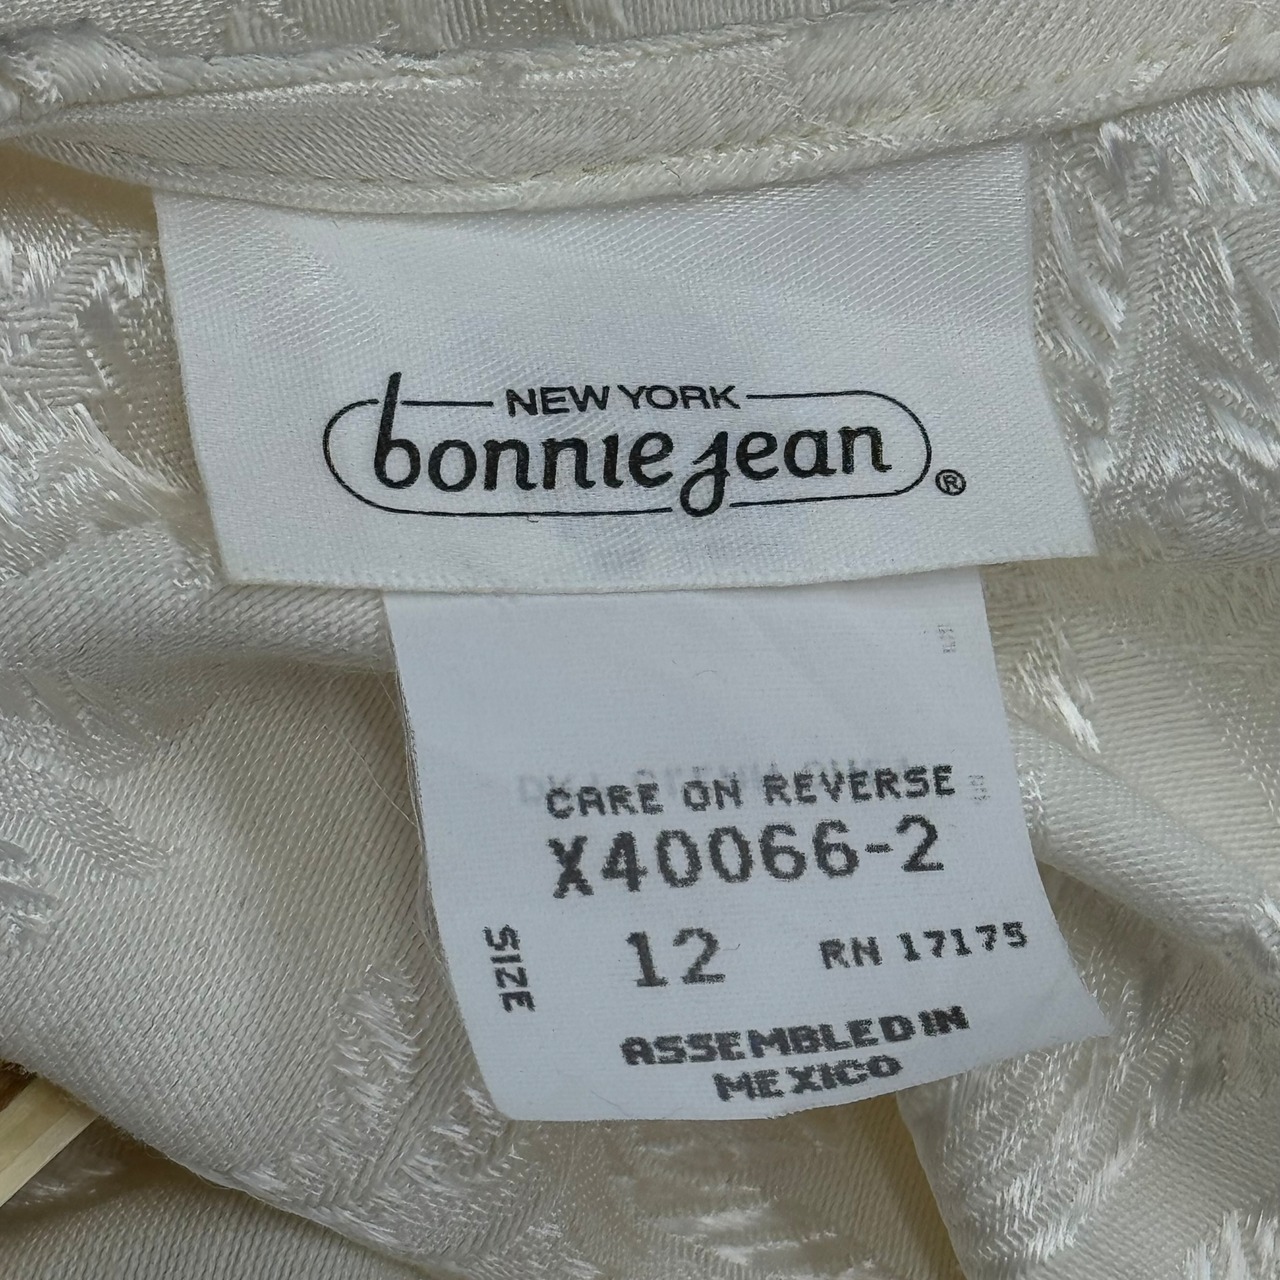 NEW YORK
bonnie jean
®
CARE ON REVERSE
X40066-2
SIZE
12
RN 17175
ASSEMBLED IN
MEXICO